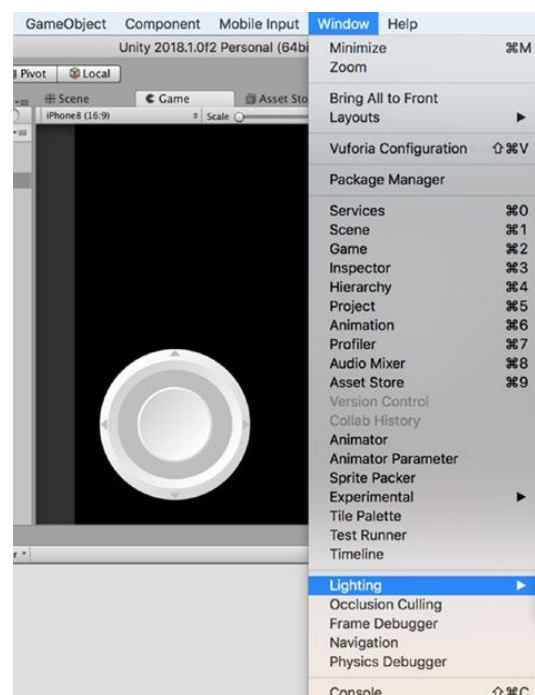 GameObject Component Mobile Input Window Help
Unity 2018.1.0f2 Personal (64bi
Pivot Local
Scene Game Asset Sto
iPhone8 (16:9) Scale
Minimize ⌘M
Zoom
Bring All to Front
Layouts ▶
Vuforia Configuration ⇧⌘V
Package Manager
Services ⌘0
Scene ⌘1
Game ⌘2
Inspector ⌘3
Hierarchy ⌘4
Project ⌘5
Animation ⌘6
Profiler ⌘7
Audio Mixer ⌘8
Asset Store ⌘9
Version Control
Collab History
Animator
Animator Parameter
Sprite Packer
Experimental ▶
Tile Palette
Test Runner
Timeline
Lighting ▶
Occlusion Culling
Frame Debugger
Navigation
Physics Debugger
Console ⇧⌘C